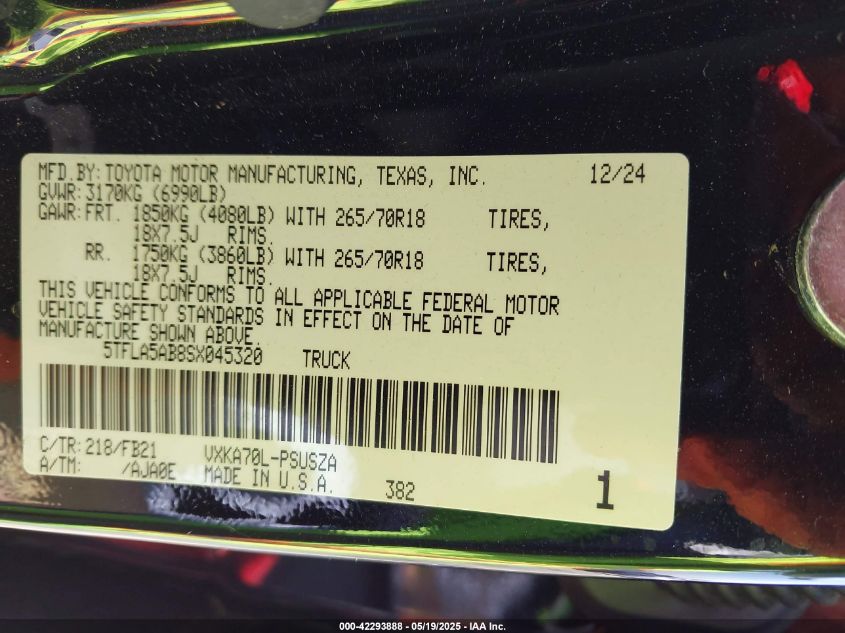 MFD.BY: TOYOTA MOTOR MANUFACTURING, TEXAS, INC. 12/24
GVWR: 3170KG (6990LB)
GAWR: FRT. 1850KG (4080LB) WITH 265/70R18 TIRES,
18X7.5J RIMS.
RR. 1750KG (3860LB) WITH 265/70R18 TIRES,
18X7.5J RIMS.
THIS VEHICLE CONFORMS TO ALL APPLICABLE FEDERAL MOTOR
VEHICLE SAFETY STANDARDS IN EFFECT ON THE DATE OF
MANUFACTURE SHOWN ABOVE.
5TFLA5AB8SX045320 TRUCK
C/TR: 218/FB21 VXKA70L-PSUSZA
A/TM: /AJA0E MADE IN U.S.A. 382 1
000-42293888 - 05/19/2025 - IAA Inc.